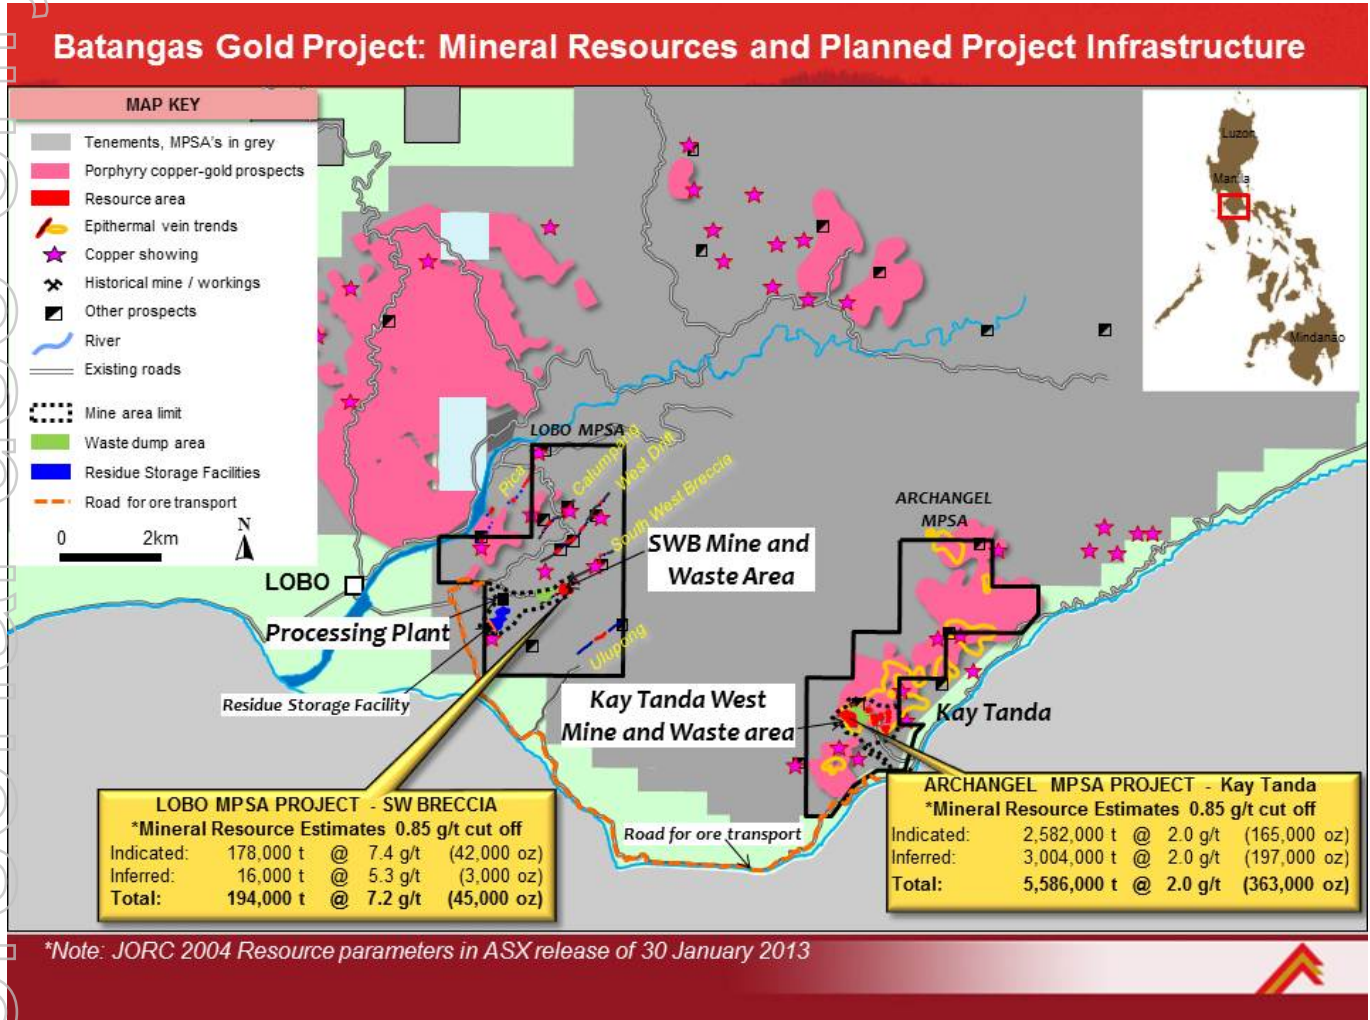 Batangas Gold Project: Mineral Resources and Planned Project Infrastructure
MAP KEY
Tenements, MPSA's in grey
Porphyry copper-gold prospects
Resource area
Epithermal vein trends
Copper showing
Historical mine / workings
Other prospects
River
Existing roads
Mine area limit
Waste dump area
Residue Storage Facilities
Road for ore transport
0 2km
N
Luzon
Manila
Mindanao
LOBO MPSA
Pica
Calumpang
West Drift
South West Breccia
Ulupong
ARCHANGEL
MPSA
SWB Mine and
Waste Area
LOBO
Processing Plant
Residue Storage Facility
Kay Tanda West
Mine and Waste area
Kay Tanda
Road for ore transport
LOBO MPSA PROJECT - SW BRECCIA
*Mineral Resource Estimates 0.85 g/t cut off
Indicated: 178,000 t @ 7.4 g/t (42,000 oz)
Inferred: 16,000 t @ 5.3 g/t (3,000 oz)
Total: 194,000 t @ 7.2 g/t (45,000 oz)
ARCHANGEL MPSA PROJECT - Kay Tanda
*Mineral Resource Estimates 0.85 g/t cut off
Indicated: 2,582,000 t @ 2.0 g/t (165,000 oz)
Inferred: 3,004,000 t @ 2.0 g/t (197,000 oz)
Total: 5,586,000 t @ 2.0 g/t (363,000 oz)
*Note: JORC 2004 Resource parameters in ASX release of 30 January 2013